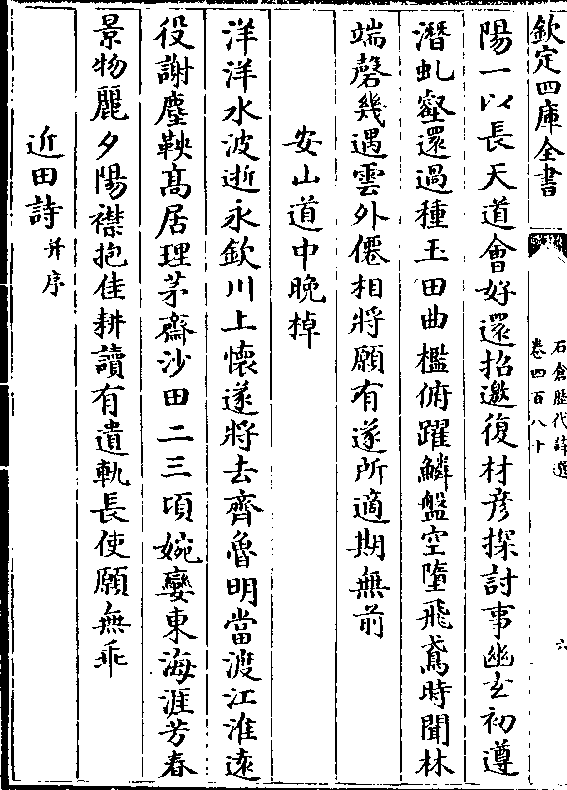 欽定四庫全書
石倉歷代詩選
卷四百八十
六
陽一以長天道會好還招邀復材彦探討事幽玄初遵
潛虬壑還過種玉田曲檻俯躍鱗盤空墮飛鳶時聞林
端磬幾遇雲外僊相將願有遂所適期無前
安山道中晚棹
洋洋水波逝永欽川上懷遂將去齊魯明當渡江淮遠
役謝塵鞅高居理茅齋沙田二三頃婉孌東海涯芳春
景物麗夕陽襟抱佳耕讀有遺軌長使願無乖
近田詩并序